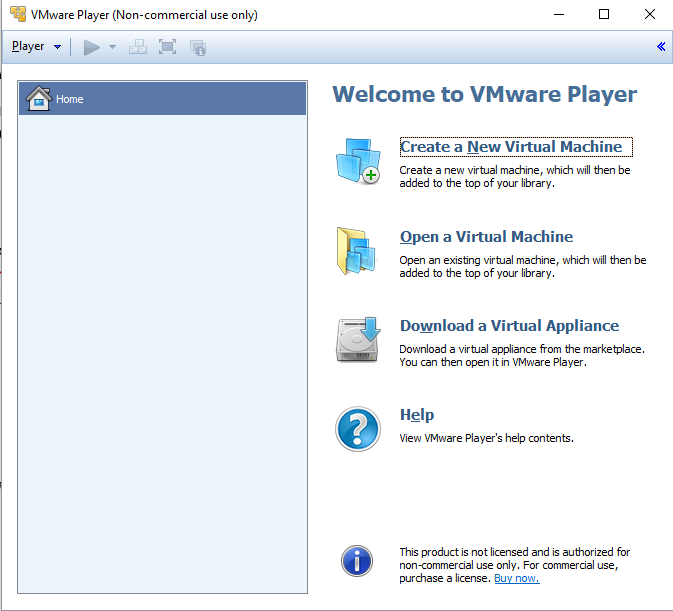 VMware Player (Non-commercial use only)
Player
Home
Welcome to VMware Player
Create a New Virtual Machine
Create a new virtual machine, which will then be
added to the top of your library.
Open a Virtual Machine
Open an existing virtual machine, which will then be
added to the top of your library.
Download a Virtual Appliance
Download a virtual appliance from the marketplace.
You can then open it in VMware Player.
Help
View VMware Player's help contents.
This product is not licensed and is authorized for
non-commercial use only. For commercial use,
purchase a license. Buy now.